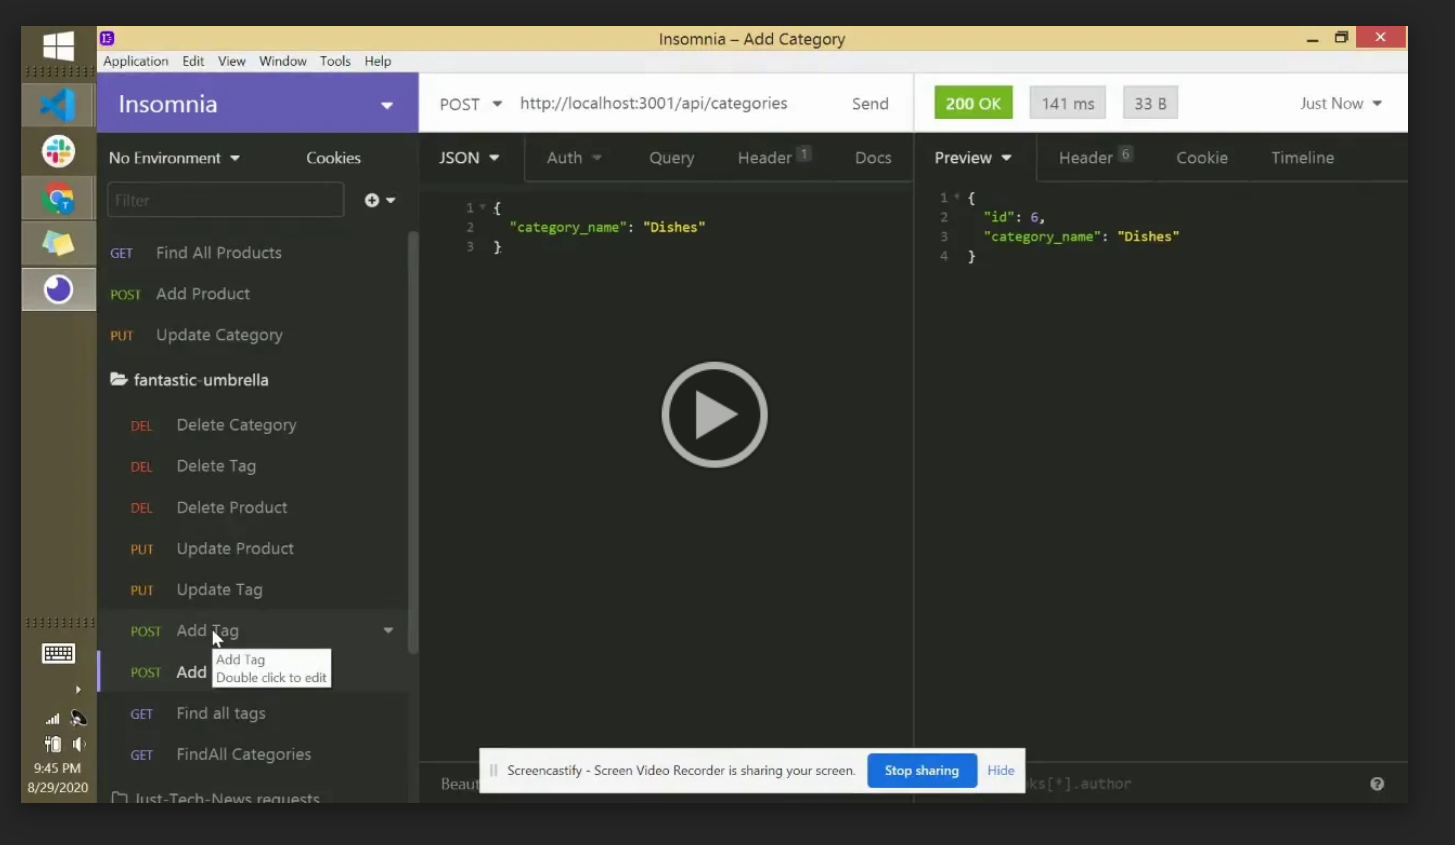 Insomnia – Add Category
Application Edit View Window Tools Help
Insomnia
POST http://localhost:3001/api/categories Send
200 OK 141 ms 33 B Just Now
No Environment Cookies
JSON Auth Query Header 1 Docs
Preview Header 6 Cookie Timeline
Filter
1 {
2 "category_name": "Dishes"
3 }
1 {
2 "id": 6,
3 "category_name": "Dishes"
4 }
GET Find All Products
POST Add Product
PUT Update Category
fantastic-umbrella
DEL Delete Category
DEL Delete Tag
DEL Delete Product
PUT Update Product
PUT Update Tag
POST Add Tag
Add Tag
Double click to edit
POST Add
GET Find all tags
GET FindAll Categories
Just-Tech-News requests
Beaut
Screencastify - Screen Video Recorder is sharing your screen. Stop sharing Hide
ks[*].author
9:45 PM
8/29/2020